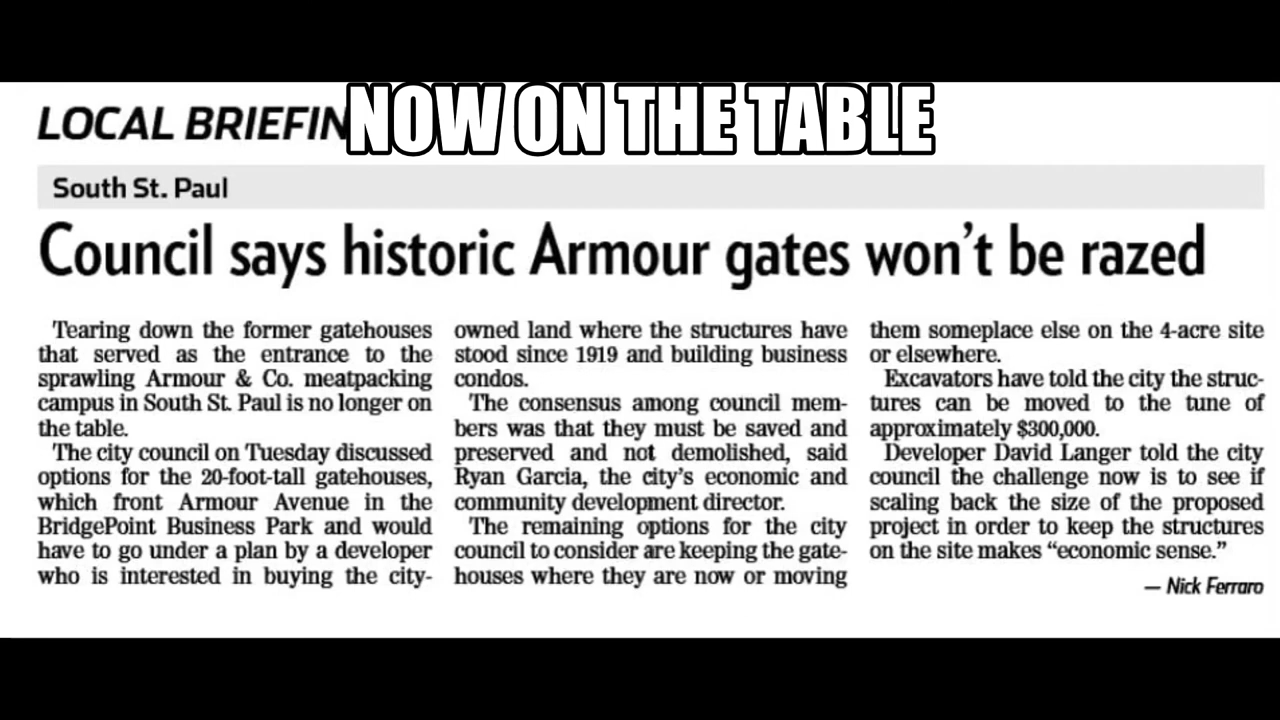 NOW ON THE TABLE
LOCAL BRIEFIN
South St. Paul
Council says historic Armour gates won't be razed
Tearing down the former gatehouses
that served as the entrance to the
sprawling Armour & Co. meatpacking
campus in South St. Paul is no longer on
the table.
The city council on Tuesday discussed
options for the 20-foot-tall gatehouses,
which front Armour Avenue in the
BridgePoint Business Park and would
have to go under a plan by a developer
who is interested in buying the city-
owned land where the structures have
stood since 1919 and building business
condos.
The consensus among council mem-
bers was that they must be saved and
preserved and not demolished, said
Ryan Garcia, the city's economic and
community development director.
The remaining options for the city
council to consider are keeping the gate-
houses where they are now or moving
them someplace else on the 4-acre site
or elsewhere.
Excavators have told the city the struc-
tures can be moved to the tune of
approximately $300,000.
Developer David Langer told the city
council the challenge now is to see if
scaling back the size of the proposed
project in order to keep the structures
on the site makes “economic sense.”
— Nick Ferraro